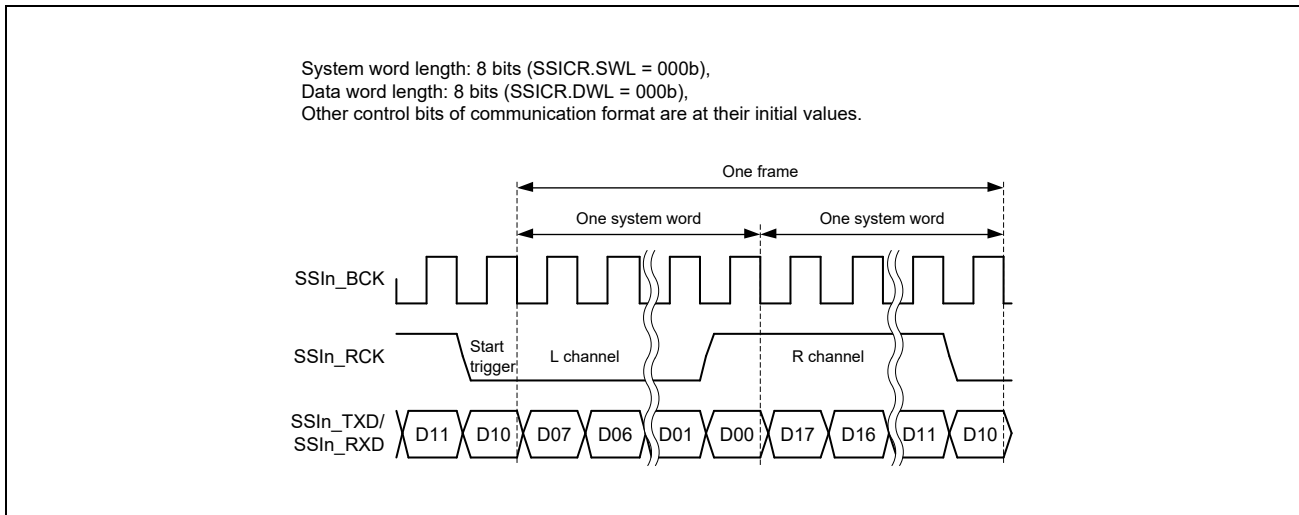 System word length: 8 bits (SSICR.SWL = 000b),
Data word length: 8 bits (SSICR.DWL = 000b),
Other control bits of communication format are at their initial values.
One frame
One system word One system word
SSIn_BCK
SSIn_RCK
Start
trigger
L channel
R channel
SSIn_TXD/
SSIn_RXD
D11 D10 D07 D06 D01 D00 D17 D16 D11 D10